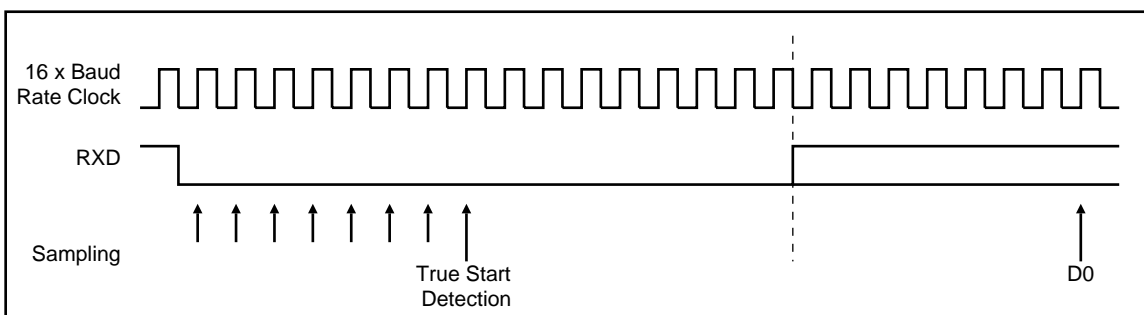 16 x Baud
Rate Clock
RXD
Sampling
True Start
Detection
D0